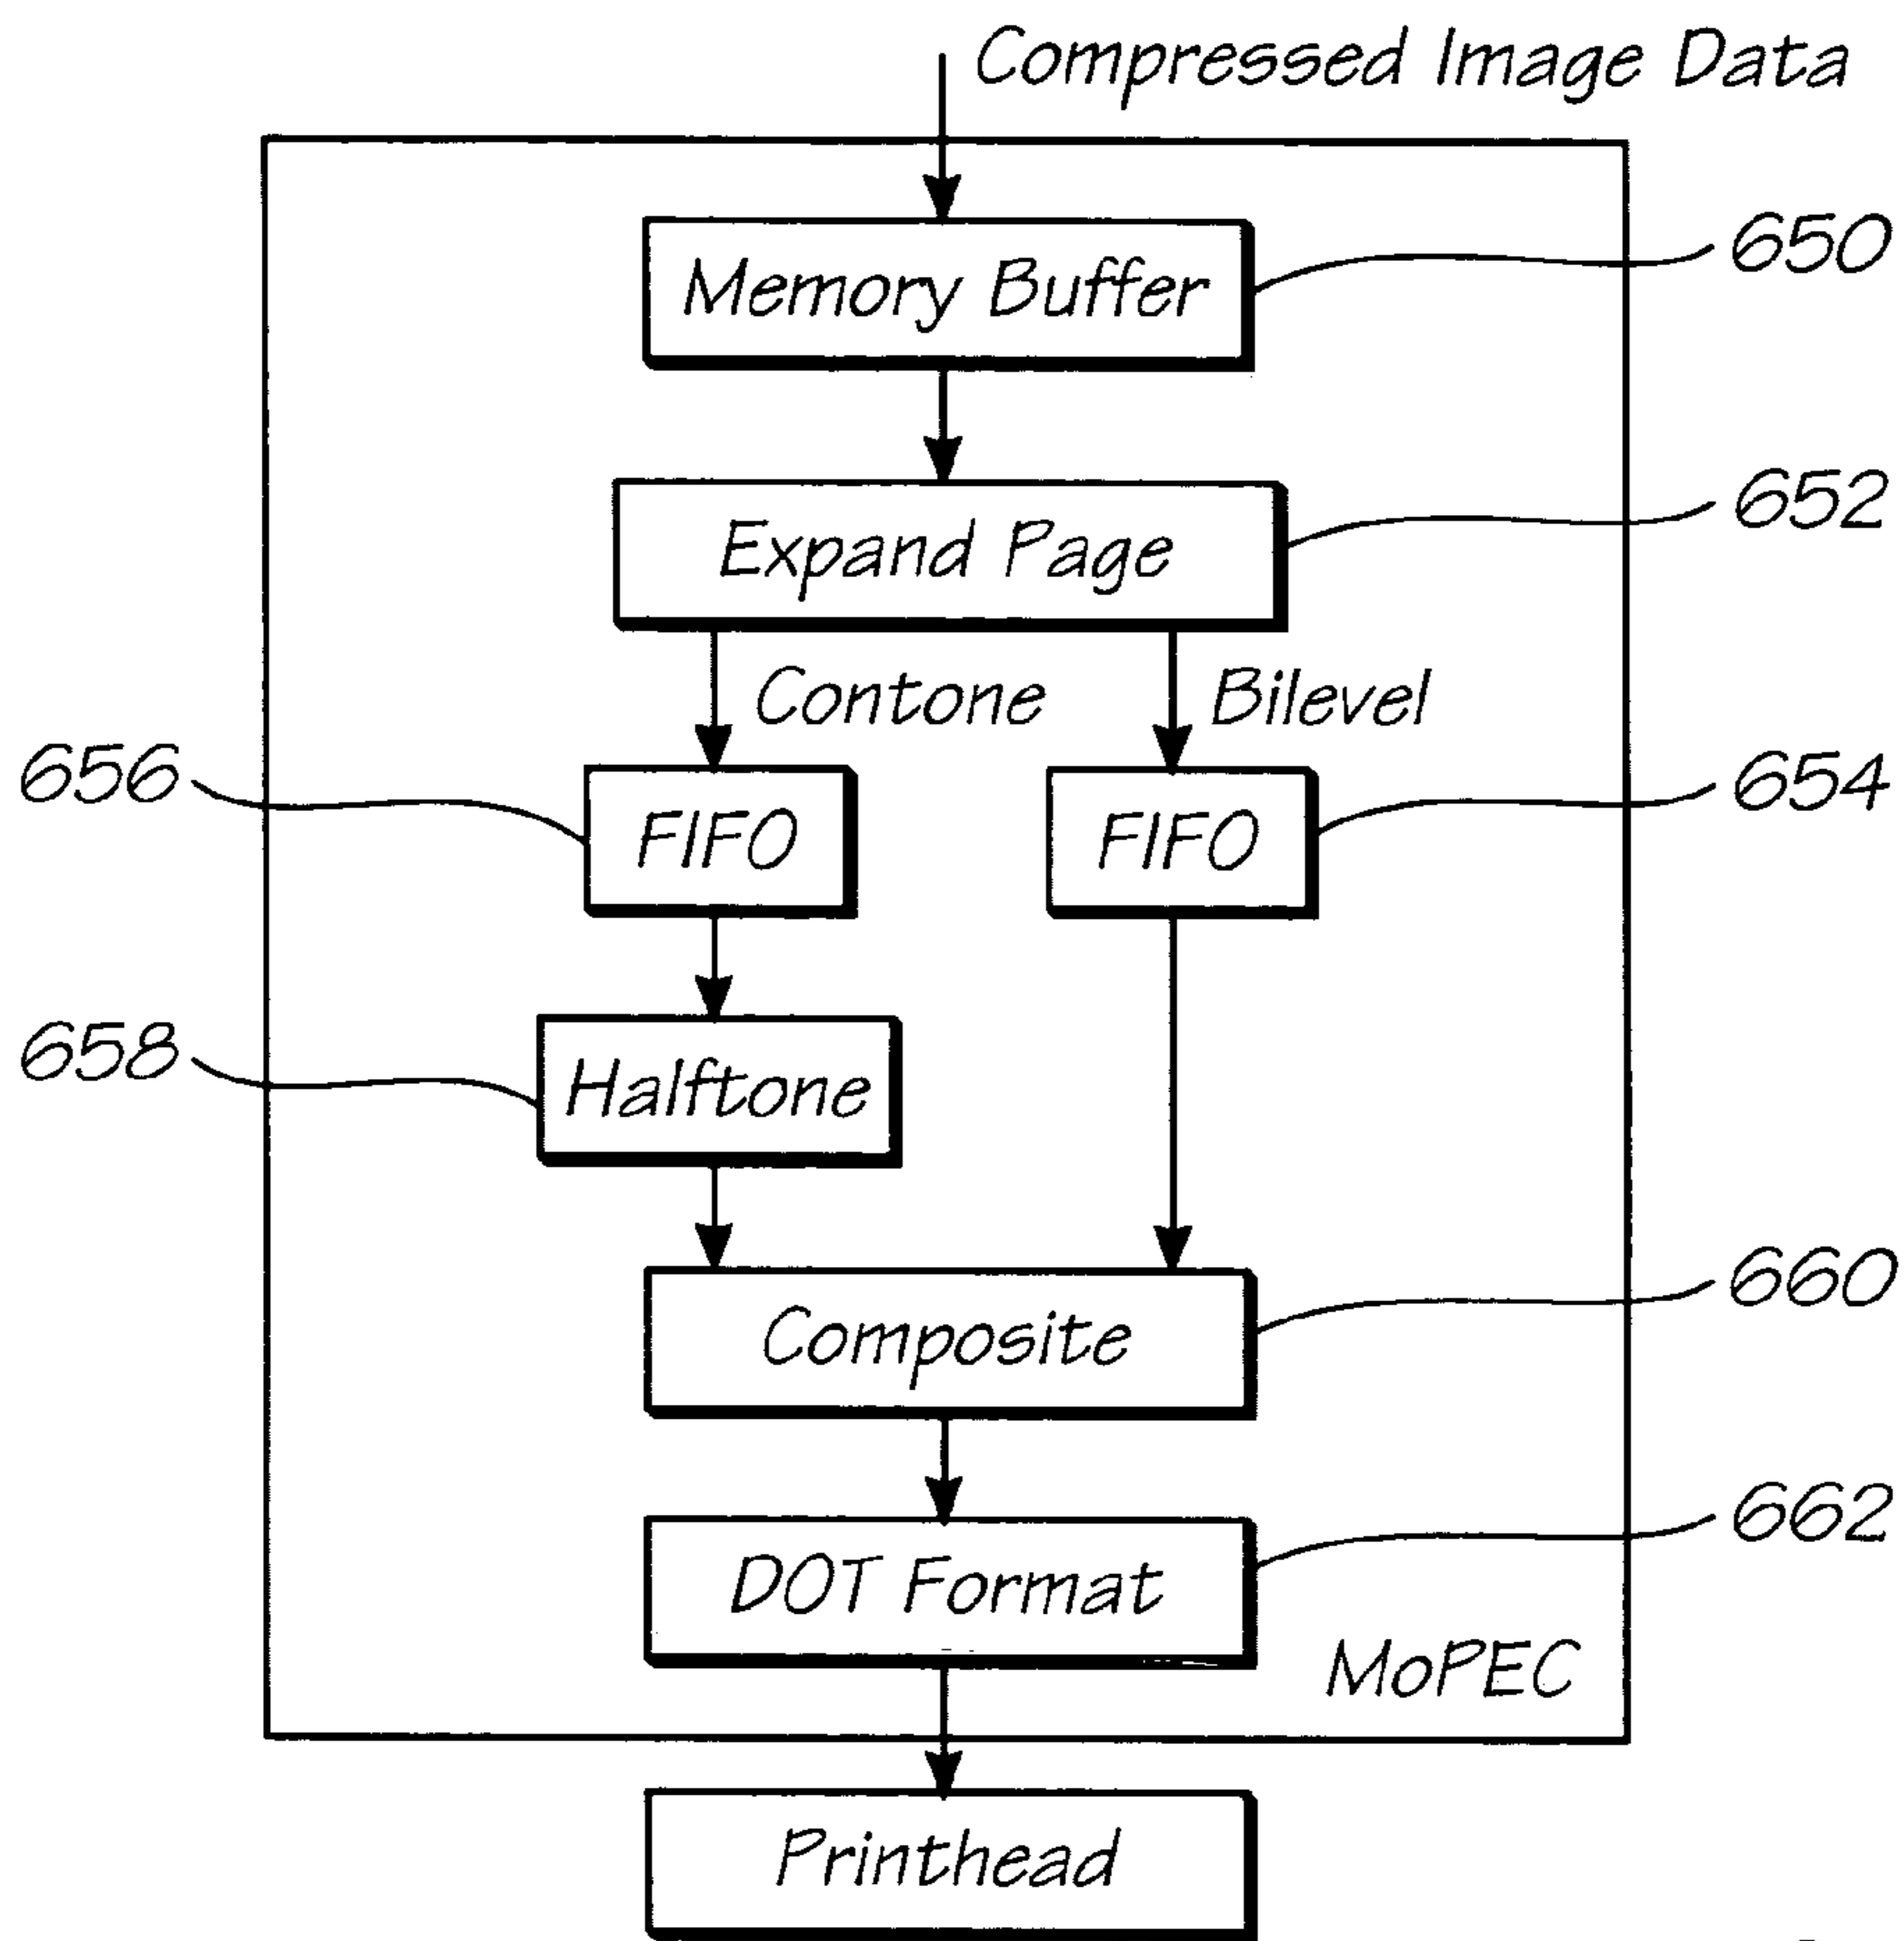 Compressed Image Data
Memory Buffer
650
Expand Page
652
Contone
Bilevel
656
FIFO
FIFO
654
658
Halftone
Composite
660
DOT Format
662
MoPEC
Printhead